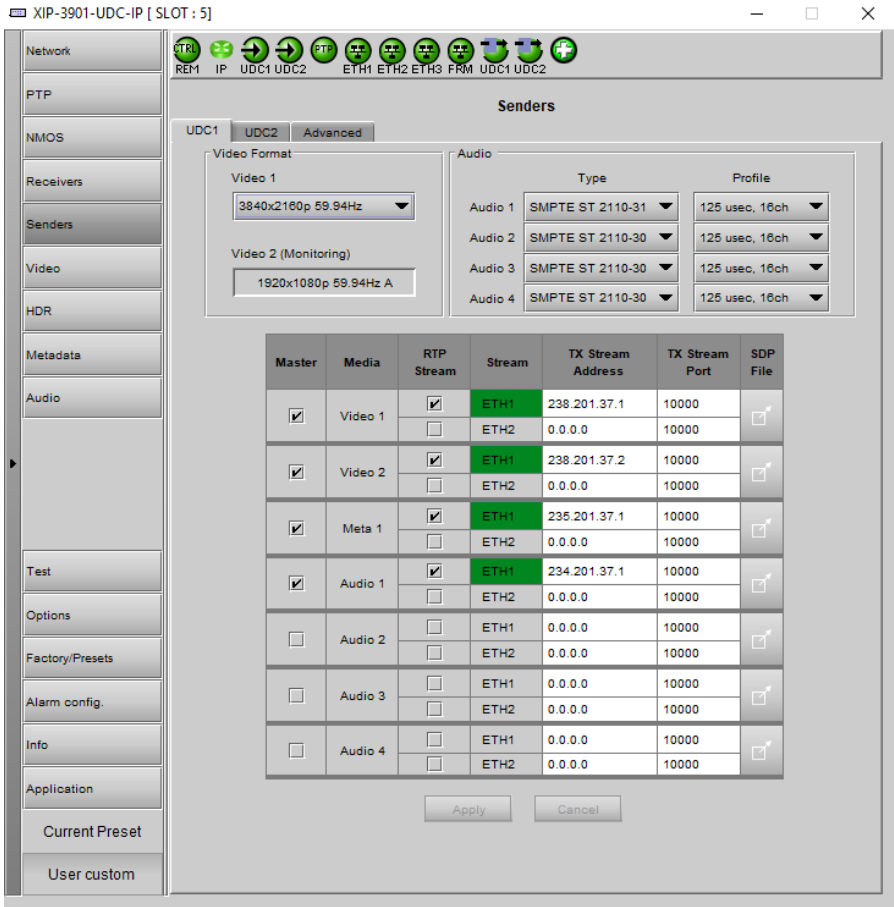 XIP-3901-UDC-IP [ SLOT : 5]
Network
PTP
NMOS
Receivers
Senders
Video
HDR
Metadata
Audio
Test
Options
Factory/Presets
Alarm config.
Info
Application
Current Preset
User custom
CTRL PTP
REM IP UDC1 UDC2 ETH1 ETH2 ETH3 FRM UDC1 UDC2
Senders
UDC1 UDC2 Advanced
Video Format
Video 1
3840x2160p 59.94Hz
Video 2 (Monitoring)
1920x1080p 59.94Hz A
Audio
Type Profile
Audio 1 SMPTE ST 2110-31 125 usec, 16ch
Audio 2 SMPTE ST 2110-30 125 usec, 16ch
Audio 3 SMPTE ST 2110-30 125 usec, 16ch
Audio 4 SMPTE ST 2110-30 125 usec, 16ch
Master Media RTP Stream Stream TX Stream Address TX Stream Port SDP File
Video 1
ETH1 238.201.37.1 10000
ETH2 0.0.0.0 10000
Video 2
ETH1 238.201.37.2 10000
ETH2 0.0.0.0 10000
Meta 1
ETH1 235.201.37.1 10000
ETH2 0.0.0.0 10000
Audio 1
ETH1 234.201.37.1 10000
ETH2 0.0.0.0 10000
Audio 2
ETH1 0.0.0.0 10000
ETH2 0.0.0.0 10000
Audio 3
ETH1 0.0.0.0 10000
ETH2 0.0.0.0 10000
Audio 4
ETH1 0.0.0.0 10000
ETH2 0.0.0.0 10000
Apply Cancel